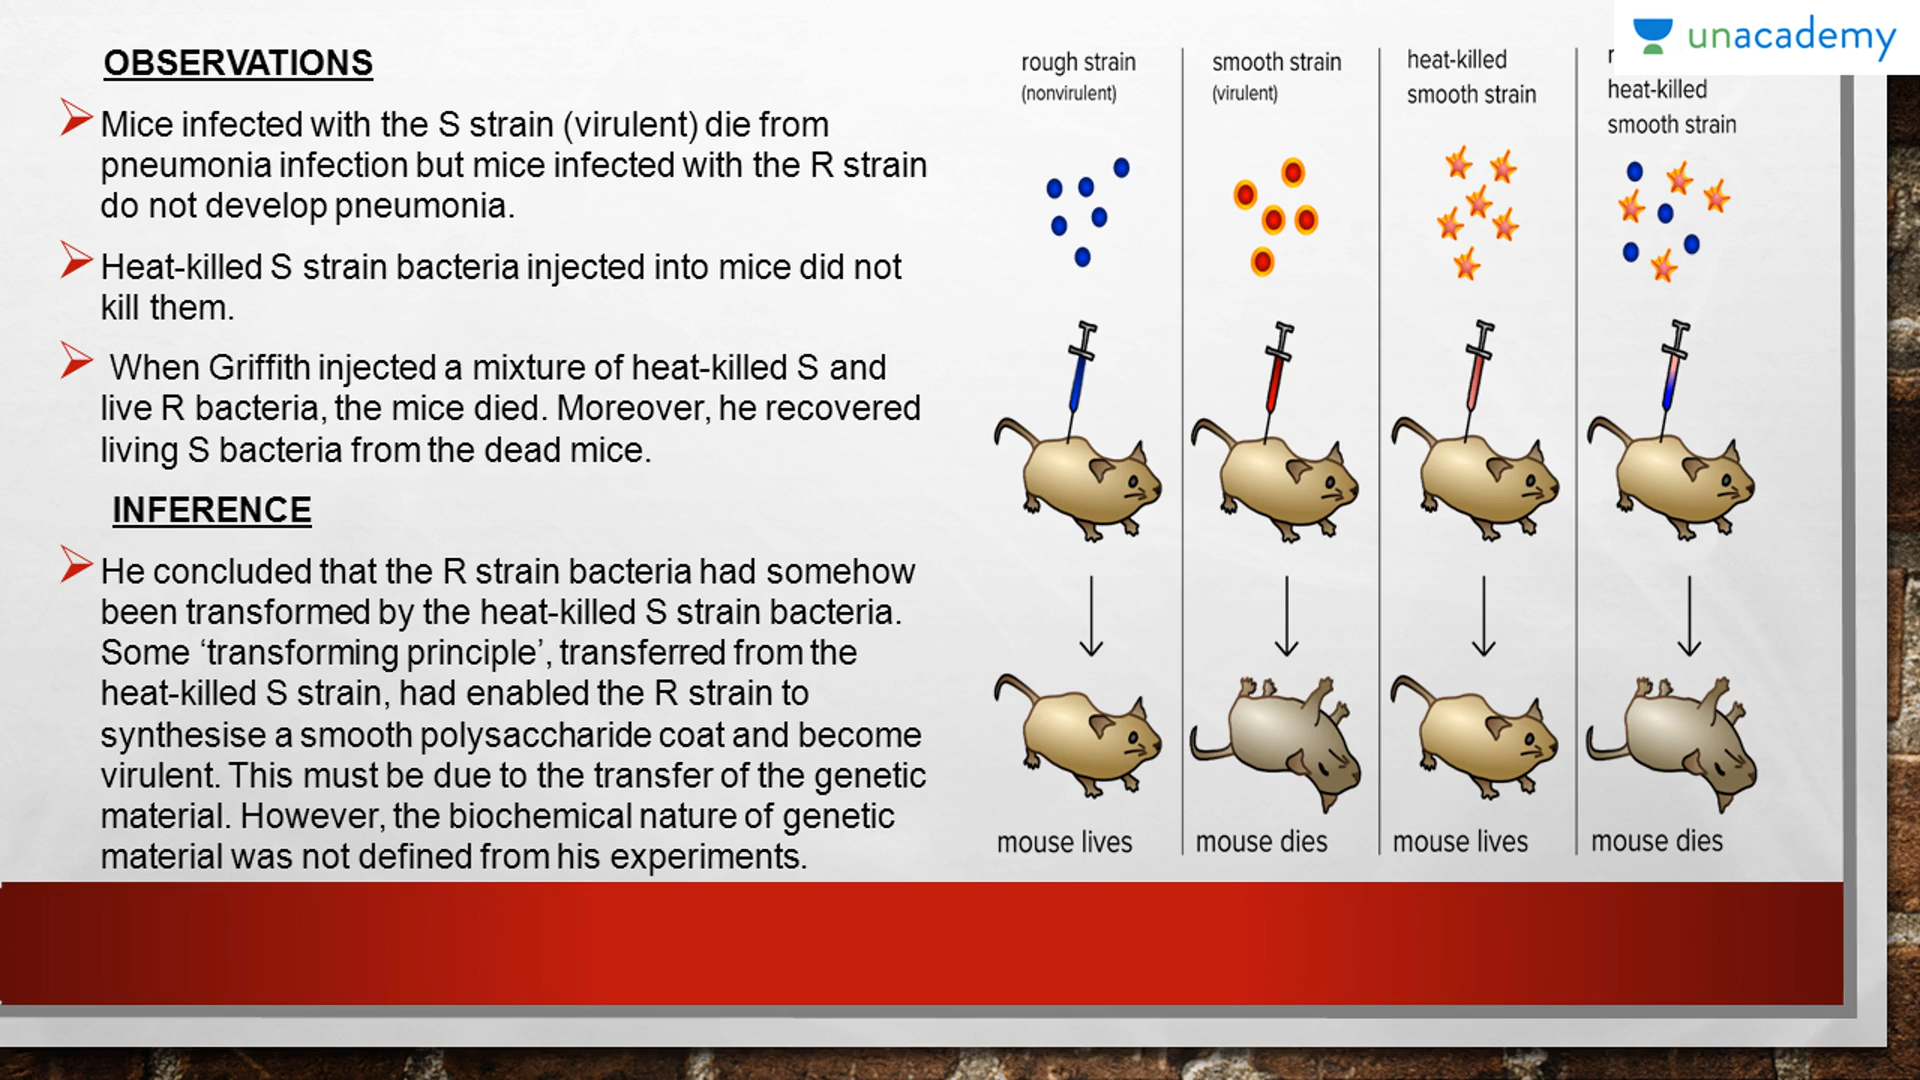 OBSERVATIONS
Mice infected with the S strain (virulent) die from
pneumonia infection but mice infected with the R strain
do not develop pneumonia.
Heat-killed S strain bacteria injected into mice did not
kill them.
When Griffith injected a mixture of heat-killed S and
live R bacteria, the mice died. Moreover, he recovered
living S bacteria from the dead mice.
INFERENCE
He concluded that the R strain bacteria had somehow
been transformed by the heat-killed S strain bacteria.
Some ‘transforming principle’, transferred from the
heat-killed S strain, had enabled the R strain to
synthesise a smooth polysaccharide coat and become
virulent. This must be due to the transfer of the genetic
material. However, the biochemical nature of genetic
material was not defined from his experiments.
rough strain
(nonvirulent)
mouse lives
smooth strain
(virulent)
mouse dies
heat-killed
smooth strain
mouse lives
heat-killed
smooth strain
mouse dies
unacademy